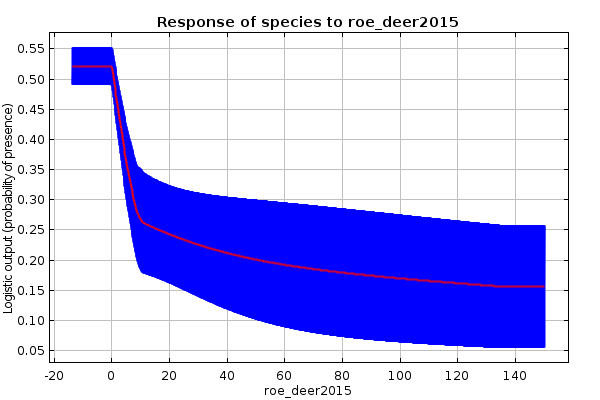 Response of species to roe_deer2015
Logistic output (probability of presence)
0.55
0.50
0.45
0.40
0.35
0.30
0.25
0.20
0.15
0.10
0.05
-20 0 20 40 60 80 100 120 140
roe_deer2015